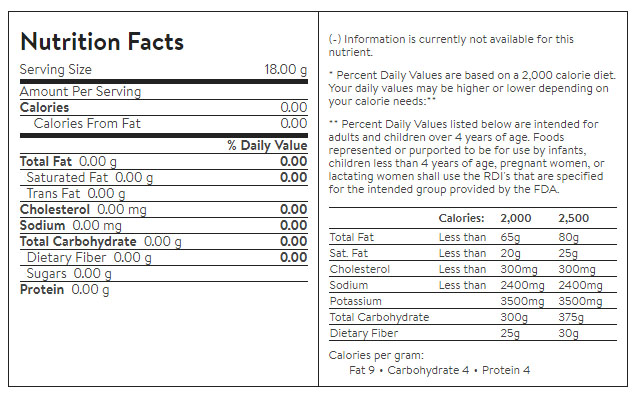 Nutrition Facts
Serving Size 18.00 g
Amount Per Serving
Calories 0.00
Calories From Fat 0.00
% Daily Value
Total Fat 0.00 g 0.00
Saturated Fat 0.00 g 0.00
Trans Fat 0.00 g
Cholesterol 0.00 mg 0.00
Sodium 0.00 mg 0.00
Total Carbohydrate 0.00 g 0.00
Dietary Fiber 0.00 g 0.00
Sugars 0.00 g
Protein 0.00 g
(-) Information is currently not available for this
nutrient.
* Percent Daily Values are based on a 2,000 calorie diet.
Your daily values may be higher or lower depending on
your calorie needs:**
** Percent Daily Values listed below are intended for
adults and children over 4 years of age. Foods
represented or purported to be for use by infants,
children less than 4 years of age, pregnant women, or
lactating women shall use the RDI's that are specified
for the intended group provided by the FDA.
Calories: 2,000 2,500
Total Fat Less than 65g 80g
Sat. Fat Less than 20g 25g
Cholesterol Less than 300mg 300mg
Sodium Less than 2400mg 2400mg
Potassium 3500mg 3500mg
Total Carbohydrate 300g 375g
Dietary Fiber 25g 30g
Calories per gram:
Fat 9 • Carbohydrate 4 • Protein 4